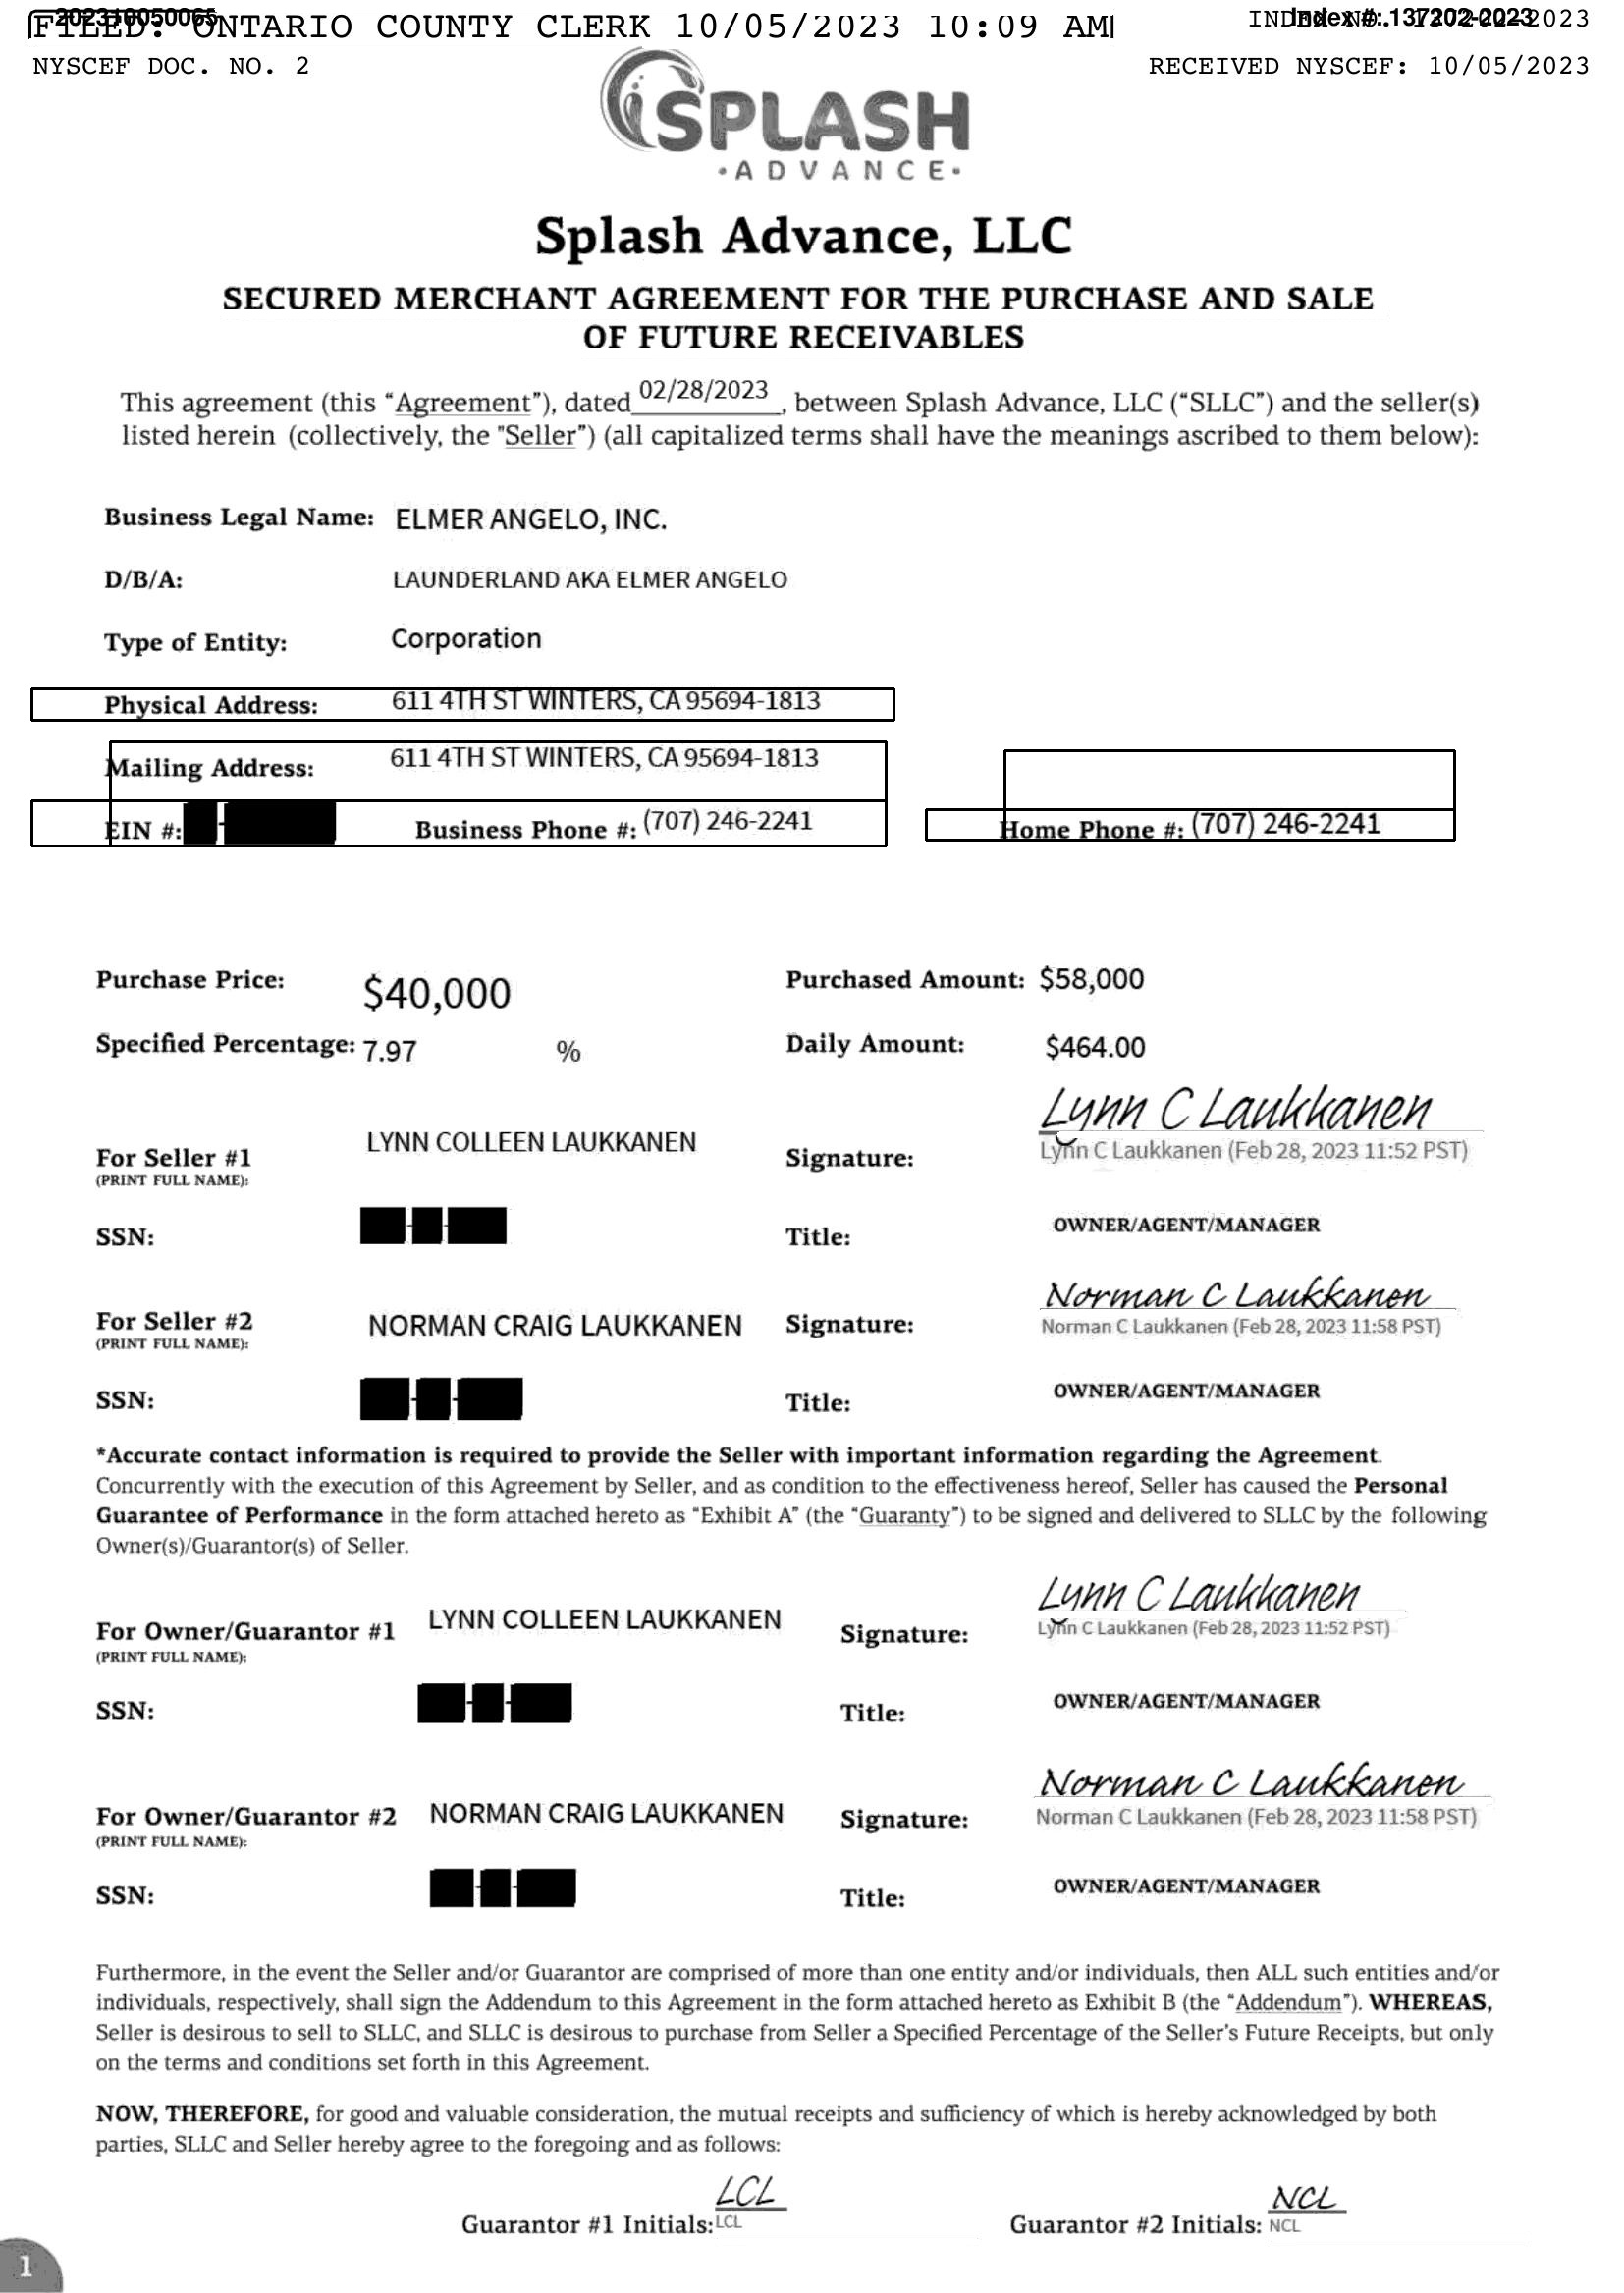 FILED: ONTARIO COUNTY CLERK 10/05/2023 10:09 AM
202310050065
Index #: 137202-2023
NYSCEF DOC. NO. 2
RECEIVED NYSCEF: 10/05/2023
SPLASH
·ADVANCE·
Splash Advance, LLC
SECURED MERCHANT AGREEMENT FOR THE PURCHASE AND SALE
OF FUTURE RECEIVABLES
This agreement (this “Agreement”), dated 02/28/2023, between Splash Advance, LLC (“SLLC”) and the seller(s)
listed herein (collectively, the "Seller”) (all capitalized terms shall have the meanings ascribed to them below):
Business Legal Name: ELMER ANGELO, INC.
D/B/A: LAUNDERLAND AKA ELMER ANGELO
Type of Entity: Corporation
Physical Address: 611 4TH ST WINTERS, CA 95694-1813
Mailing Address: 611 4TH ST WINTERS, CA 95694-1813
EIN #: - Business Phone #: (707) 246-2241 Home Phone #: (707) 246-2241
Purchase Price: $40,000 Purchased Amount: $58,000
Specified Percentage: 7.97 % Daily Amount: $464.00
Lynn C Laukkanen
For Seller #1 LYNN COLLEEN LAUKKANEN Signature: Lynn C Laukkanen (Feb 28, 2023 11:52 PST)
(PRINT FULL NAME):
SSN: Title: OWNER/AGENT/MANAGER
Norman C Laukkanen
For Seller #2 NORMAN CRAIG LAUKKANEN Signature: Norman C Laukkanen (Feb 28, 2023 11:58 PST)
(PRINT FULL NAME):
SSN: Title: OWNER/AGENT/MANAGER
*Accurate contact information is required to provide the Seller with important information regarding the Agreement.
Concurrently with the execution of this Agreement by Seller, and as condition to the effectiveness hereof, Seller has caused the Personal
Guarantee of Performance in the form attached hereto as “Exhibit A” (the “Guaranty”) to be signed and delivered to SLLC by the following
Owner(s)/Guarantor(s) of Seller.
Lynn C Laukkanen
For Owner/Guarantor #1 LYNN COLLEEN LAUKKANEN Signature: Lynn C Laukkanen (Feb 28, 2023 11:52 PST)
(PRINT FULL NAME):
SSN: Title: OWNER/AGENT/MANAGER
Norman C Laukkanen
For Owner/Guarantor #2 NORMAN CRAIG LAUKKANEN Signature: Norman C Laukkanen (Feb 28, 2023 11:58 PST)
(PRINT FULL NAME):
SSN: Title: OWNER/AGENT/MANAGER
Furthermore, in the event the Seller and/or Guarantor are comprised of more than one entity and/or individuals, then ALL such entities and/or
individuals, respectively, shall sign the Addendum to this Agreement in the form attached hereto as Exhibit B (the “Addendum”). WHEREAS,
Seller is desirous to sell to SLLC, and SLLC is desirous to purchase from Seller a Specified Percentage of the Seller’s Future Receipts, but only
on the terms and conditions set forth in this Agreement.
NOW, THEREFORE, for good and valuable consideration, the mutual receipts and sufficiency of which is hereby acknowledged by both
parties, SLLC and Seller hereby agree to the foregoing and as follows:
LCL NCL
Guarantor #1 Initials: LCL Guarantor #2 Initials: NCL
1